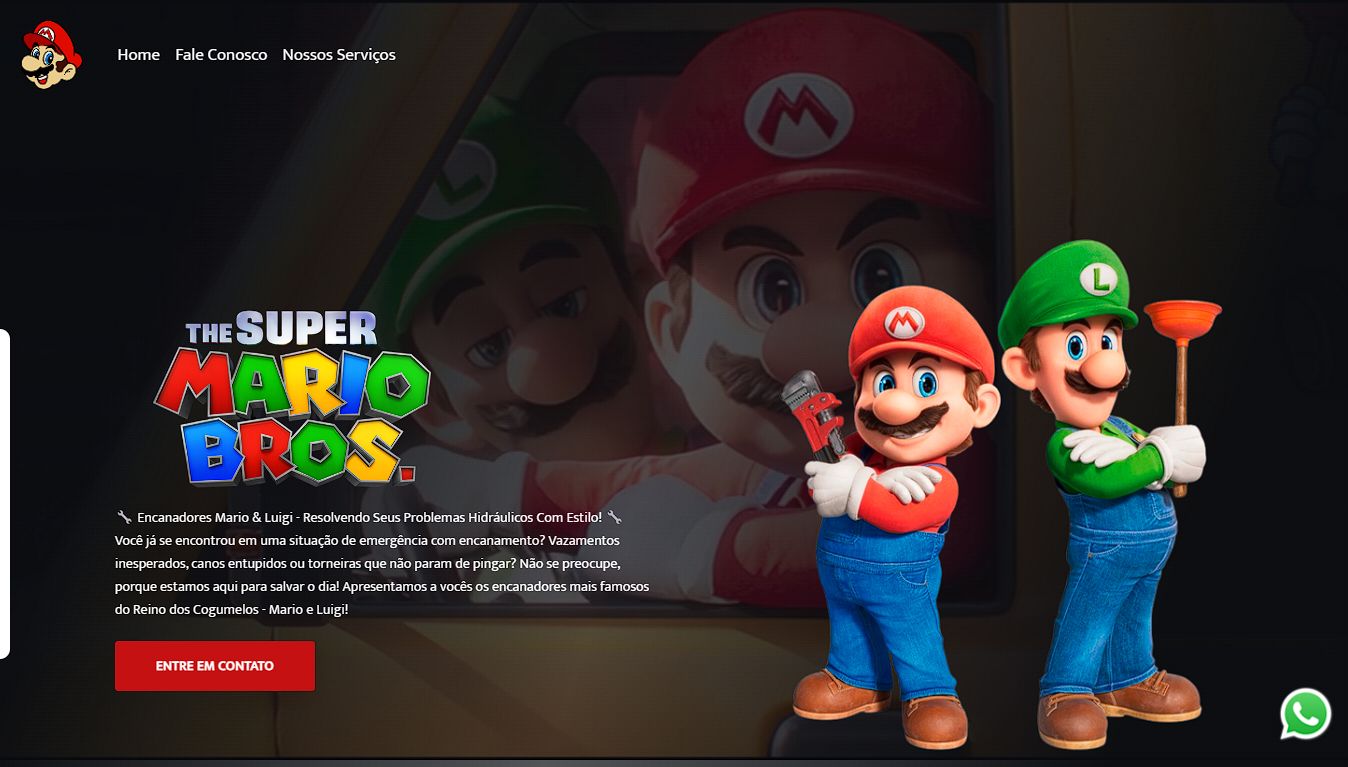 Home Fale Conosco Nossos Serviços
M
L
M
L
M
THE SUPER
MARIO
BROS.
🔧 Encanadores Mario & Luigi - Resolvendo Seus Problemas Hidráulicos Com Estilo! 🔧
Você já se encontrou em uma situação de emergência com encanamento? Vazamentos
inesperados, canos entupidos ou torneiras que não param de pingar? Não se preocupe,
porque estamos aqui para salvar o dia! Apresentamos a vocês os encanadores mais famosos
do Reino dos Cogumelos - Mario e Luigi!
ENTRE EM CONTATO